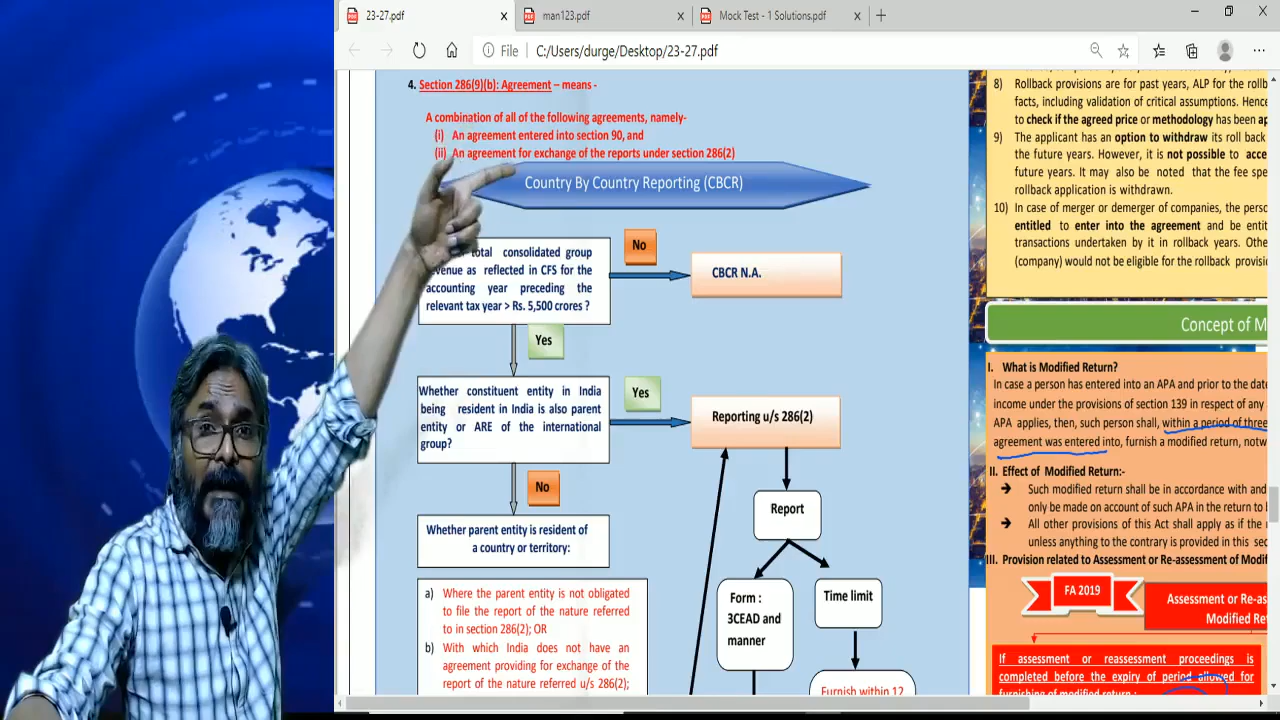 23-27.pdf
man123.pdf
Mock Test - 1 Solutions.pdf
File
C:/Users/durge/Desktop/23-27.pdf
4. Section 286(9)(b): Agreement – means -
A combination of all of the following agreements, namely-
(i) An agreement entered into section 90, and
(ii) An agreement for exchange of the reports under section 286(2)
Country By Country Reporting (CBCR)
total consolidated group
revenue as reflected in CFS for the
accounting year preceding the
relevant tax year > Rs. 5,500 crores ?
No
CBCR N.A.
Yes
Whether constituent entity in India
being resident in India is also parent
entity or ARE of the international
group?
Yes
Reporting u/s 286(2)
No
Report
Whether parent entity is resident of
a country or territory:
Form :
3CEAD and
manner
Time limit
a) Where the parent entity is not obligated
to file the report of the nature referred
to in section 286(2); OR
b) With which India does not have an
agreement providing for exchange of the
report of the nature referred u/s 286(2);
Furnish within 12
8) Rollback provisions are for past years, ALP for the rollb
facts, including validation of critical assumptions. Hence
to check if the agreed price or methodology has been ap
9) The applicant has an option to withdraw its roll back
the future years. However, it is not possible to acce
future years. It may also be noted that the fee spe
rollback application is withdrawn.
10) In case of merger or demerger of companies, the perso
entitled to enter into the agreement and be entit
transactions undertaken by it in rollback years. Othe
(company) would not be eligible for the rollback provisi
Concept of M
I. What is Modified Return?
In case a person has entered into an APA and prior to the date
income under the provisions of section 139 in respect of any
APA applies, then, such person shall, within a period of three
agreement was entered into, furnish a modified return, notw
II. Effect of Modified Return:-
Such modified return shall be in accordance with and
only be made on account of such APA in the return to
All other provisions of this Act shall apply as if the
unless anything to the contrary is provided in this sec
III. Provision related to Assessment or Re-assessment of Modif
FA 2019
Assessment or Re-as
Modified Ret
If assessment or reassessment proceedings is
completed before the expiry of period allowed for
furnishing of modified return :